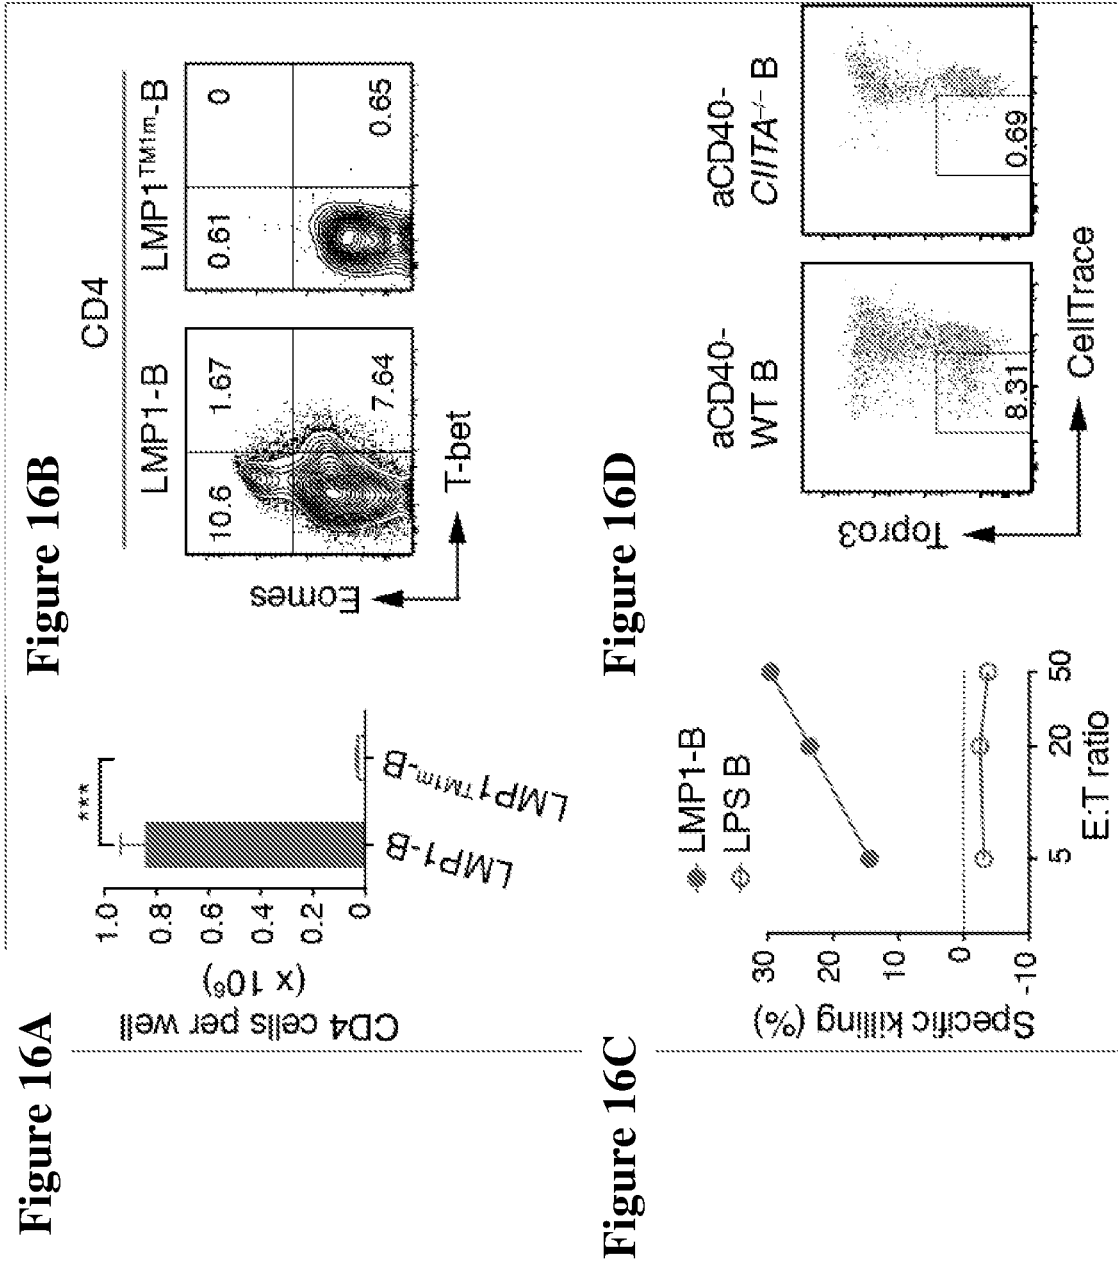 Figure 16A
CD4 cells per well
(x 10⁶)
1.0
0.8
0.6
0.4
0.2
0
***
LMP1-B
LMP1ᵀᴹ¹ᵐ-B
Figure 16B
CD4
LMP1-B
LMP1ᵀᴹ¹ᵐ-B
10.6
1.67
7.64
0.61
0
0.65
Eomes
T-bet
Figure 16C
Specific killing (%)
30
20
10
0
-10
LMP1-B
LPS B
5
20
50
E:T ratio
Figure 16D
aCD40-
WT B
aCD40-
CIITA⁻/⁻ B
8.31
0.69
Topro3
CellTrace